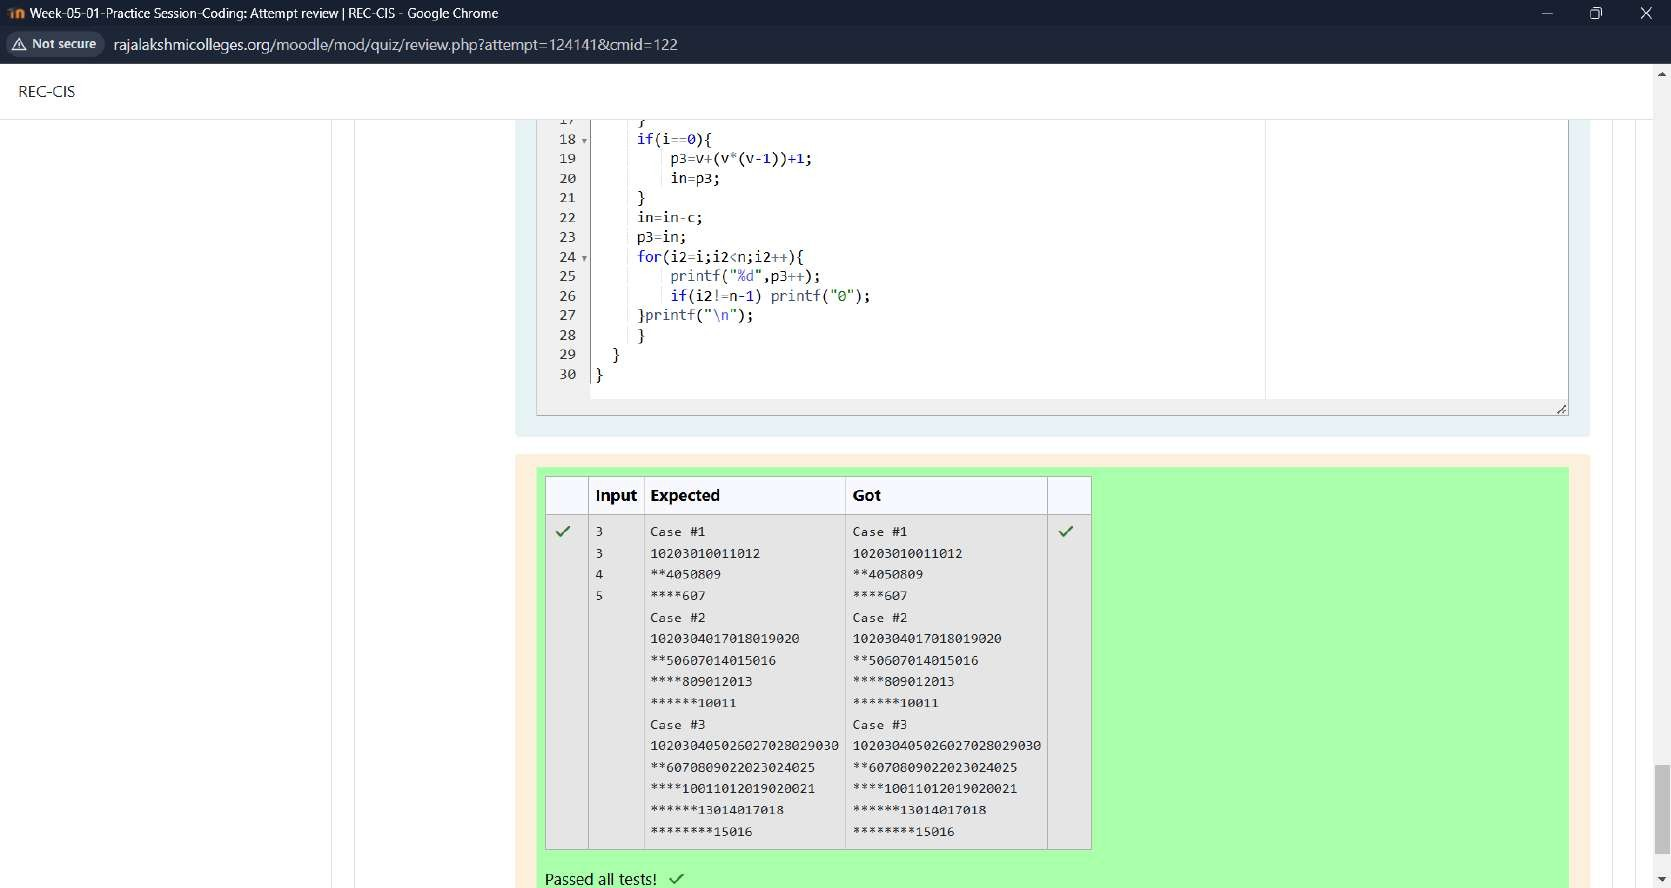 Week-05-01-Practice Session-Coding: Attempt review | REC-CIS - Google Chrome
Not secure rajalakshmicolleges.org/moodle/mod/quiz/review.php?attempt=124141&cmid=122
REC-CIS
17 }
18 if(i==0){
19 p3=v+(v*(v-1))+1;
20 in=p3;
21 }
22 in=in-c;
23 p3=in;
24 for(i2=i;i2<n;i2++){
25 printf("%d",p3++);
26 if(i2!=n-1) printf("0");
27 }printf("\n");
28 }
29 }
30 }
Input Expected Got
3 Case #1 Case #1
3 10203010011012 10203010011012
4 **4050809 **4050809
5 ****607 ****607
Case #2 Case #2
1020304017018019020 1020304017018019020
**50607014015016 **50607014015016
****809012013 ****809012013
******10011 ******10011
Case #3 Case #3
102030405026027028029030 102030405026027028029030
**6070809022023024025 **6070809022023024025
****10011012019020021 ****10011012019020021
******13014017018 ******13014017018
********15016 ********15016
Passed all tests!